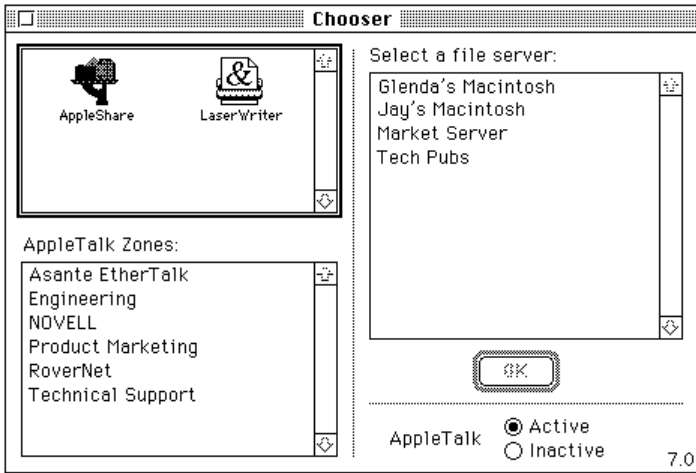 Chooser
AppleShare
LaserWriter
AppleTalk Zones:
Asante EtherTalk
Engineering
NOVELL
Product Marketing
RoverNet
Technical Support
Select a file server:
Glenda's Macintosh
Jay's Macintosh
Market Server
Tech Pubs
OK
AppleTalk
Active
Inactive
7.0